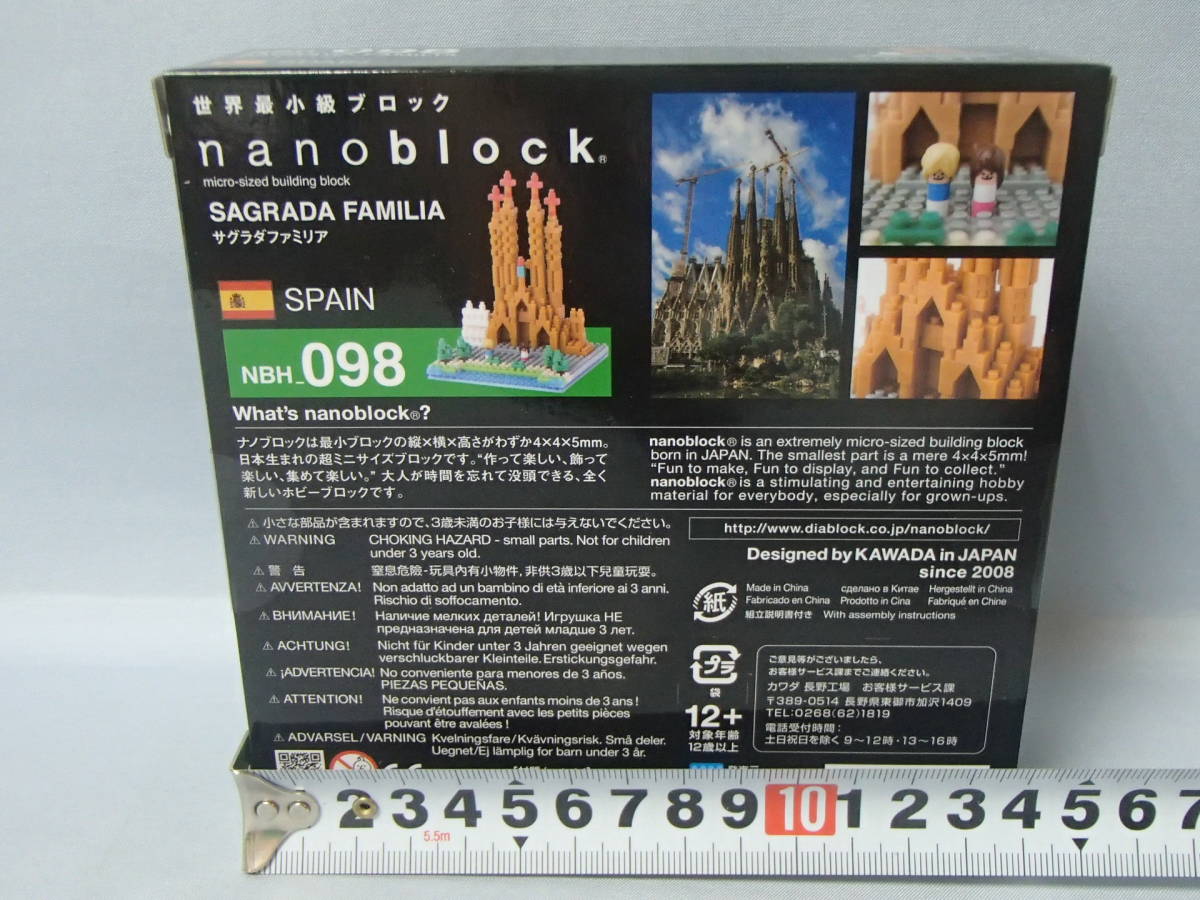 世界最小級ブロック
nanoblock®
micro-sized building block
SAGRADA FAMILIA
サグラダファミリア
SPAIN
NBH_098
What's nanoblock®?
ナノブロックは最小ブロックの縦×横×高さがわずか4×4×5mm。
日本生まれの超ミニサイズブロックです。“作って楽しい、飾って
楽しい、集めて楽しい。” 大人が時間を忘れて没頭できる、全く
新しいホビーブロックです。
nanoblock® is an extremely micro-sized building block
born in JAPAN. The smallest part is a mere 4×4×5mm!
“Fun to make, Fun to display, and Fun to collect."
nanoblock® is a stimulating and entertaining hobby
material for everybody, especially for grown-ups.
⚠ 小さな部品が含まれますので、3歳未満のお子様には与えないでください。
⚠ WARNING CHOKING HAZARD - small parts. Not for children
under 3 years old.
⚠ 警 告 窒息危險-玩具內有小物件, 非供3歲以下兒童玩耍。
⚠ AVVERTENZA! Non adatto ad un bambino di età inferiore ai 3 anni.
Rischio di soffocamento.
⚠ ВНИМАНИЕ! Наличие мелких деталей! Игрушка НЕ
предназначена для детей младше 3 лет.
⚠ ACHTUNG! Nicht für Kinder unter 3 Jahren geeignet wegen
verschluckbarer Kleinteile. Erstickungsgefahr.
⚠ ¡ADVERTENCIA! No conveniente para menores de 3 años.
PIEZAS PEQUEÑAS.
⚠ ATTENTION! Ne convient pas aux enfants moins de 3 ans !
Risque d'étouffement avec les petits pièces
pouvant être avalées !
⚠ ADVARSEL/WARNING Kvelningsfare/Kvävningsrisk. Små deler.
Uegnet/Ej lämplig for barn under 3 år.
http://www.diablock.co.jp/nanoblock/
Designed by KAWADA in JAPAN
since 2008
紙
Made in China сделано в Китае Hergestellt in China
Fabricado en China Prodotto in Cina Fabriqué en Chine
組立説明書付き With assembly instructions
プラ
袋
12+
対象年齢
12歳以上
ご意見等がございましたら、
お客様サービス課までご連絡ください。
カワダ 長野工場 お客様サービス課
〒389-0514 長野県東御市加沢1409
TEL:0268(62)1819
電話受付時間:
土日祝日を除く 9〜12時・13〜16時
2 3 4 5 6 7 8 9 10 1 2 3 4 5 6 7
5.5m